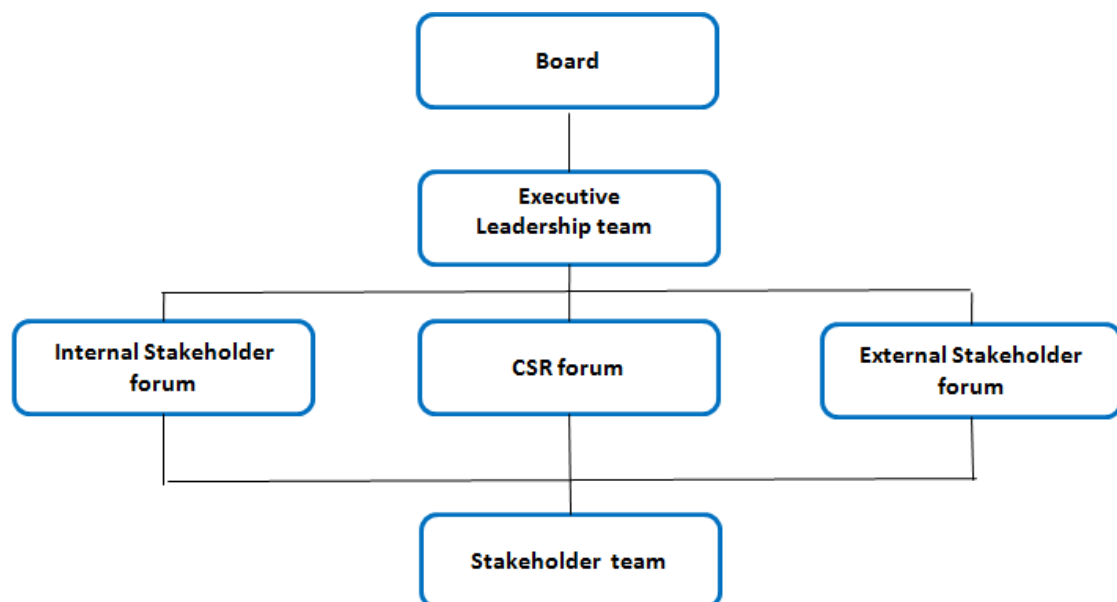 Board
Executive
Leadership team
Internal Stakeholder
forum
CSR forum
External Stakeholder
forum
Stakeholder team